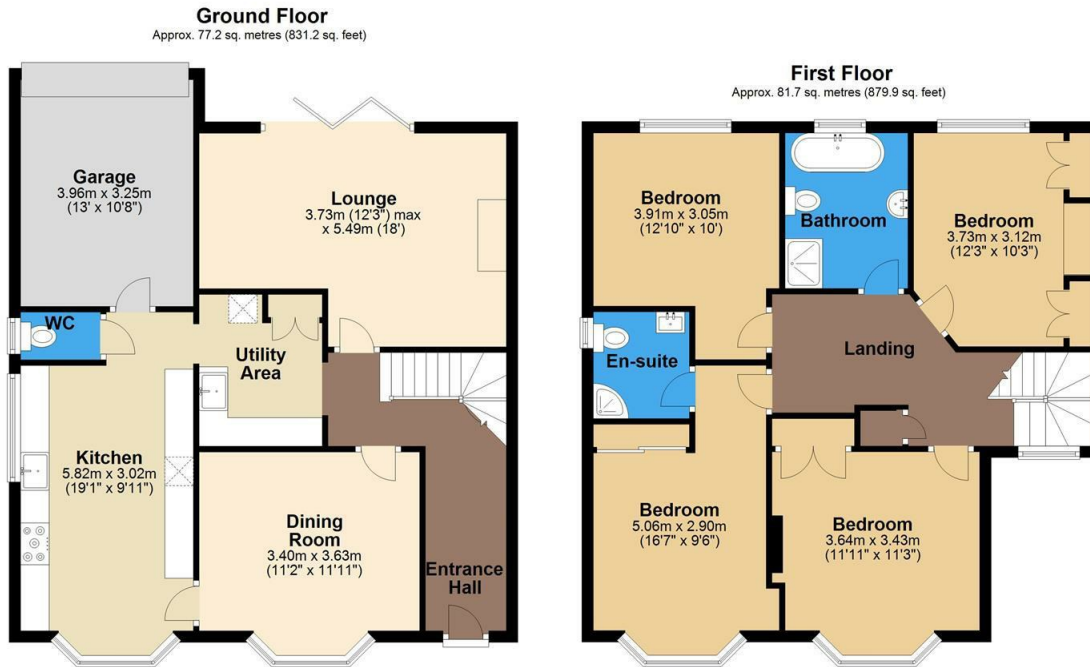 Ground Floor
Approx. 77.2 sq. metres (831.2 sq. feet)
Garage
3.96m x 3.25m
(13' x 10'8")
Lounge
3.73m (12'3") max
x 5.49m (18')
WC
Utility
Area
Kitchen
5.82m x 3.02m
(19'1" x 9'11")
Dining
Room
3.40m x 3.63m
(11'2" x 11'11")
Entrance
Hall
First Floor
Approx. 81.7 sq. metres (879.9 sq. feet)
Bedroom
3.91m x 3.05m
(12'10" x 10')
Bathroom
Bedroom
3.73m x 3.12m
(12'3" x 10'3")
En-suite
Landing
Bedroom
5.06m x 2.90m
(16'7" x 9'6")
Bedroom
3.64m x 3.43m
(11'11" x 11'3")